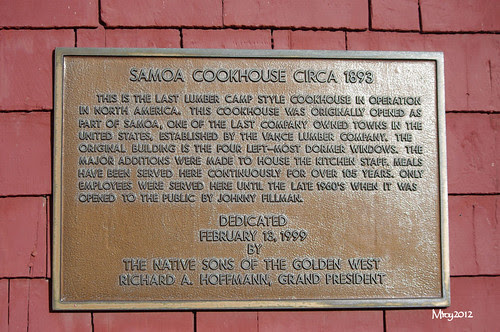 SAMOA COOKHOUSE CIRCA 1893
THIS IS THE LAST LUMBER CAMP STYLE COOKHOUSE IN OPERATION
IN NORTH AMERICA. THIS COOKHOUSE WAS ORIGINALLY OPENED AS
PART OF SAMOA, ONE OF THE LAST COMPANY OWNED TOWNS IN THE
UNITED STATES, ESTABLISHED BY THE VANCE LUMBER COMPANY. THE
ORIGINAL BUILDING IS THE FOUR LEFT-MOST DORMER WINDOWS. THE
MAJOR ADDITIONS WERE MADE TO HOUSE THE KITCHEN STAFF. MEALS
HAVE BEEN SERVED HERE CONTINUOUSLY FOR OVER 105 YEARS. ONLY
EMPLOYEES WERE SERVED HERE UNTIL THE LATE 1960'S WHEN IT WAS
OPENED TO THE PUBLIC BY JOHNNY FILLMAN.
DEDICATED
FEBRUARY 13, 1999
BY
THE NATIVE SONS OF THE GOLDEN WEST
RICHARD A. HOFFMANN, GRAND PRESIDENT
Mroy2012